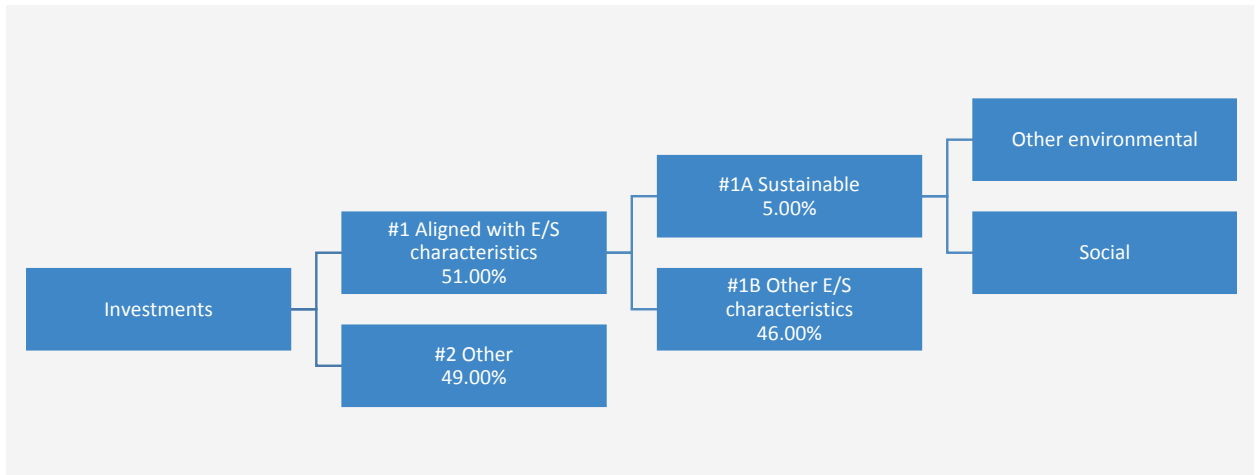 Investments
#1 Aligned with E/S
characteristics
51.00%
#2 Other
49.00%
#1A Sustainable
5.00%
#1B Other E/S
characteristics
46.00%
Other environmental
Social